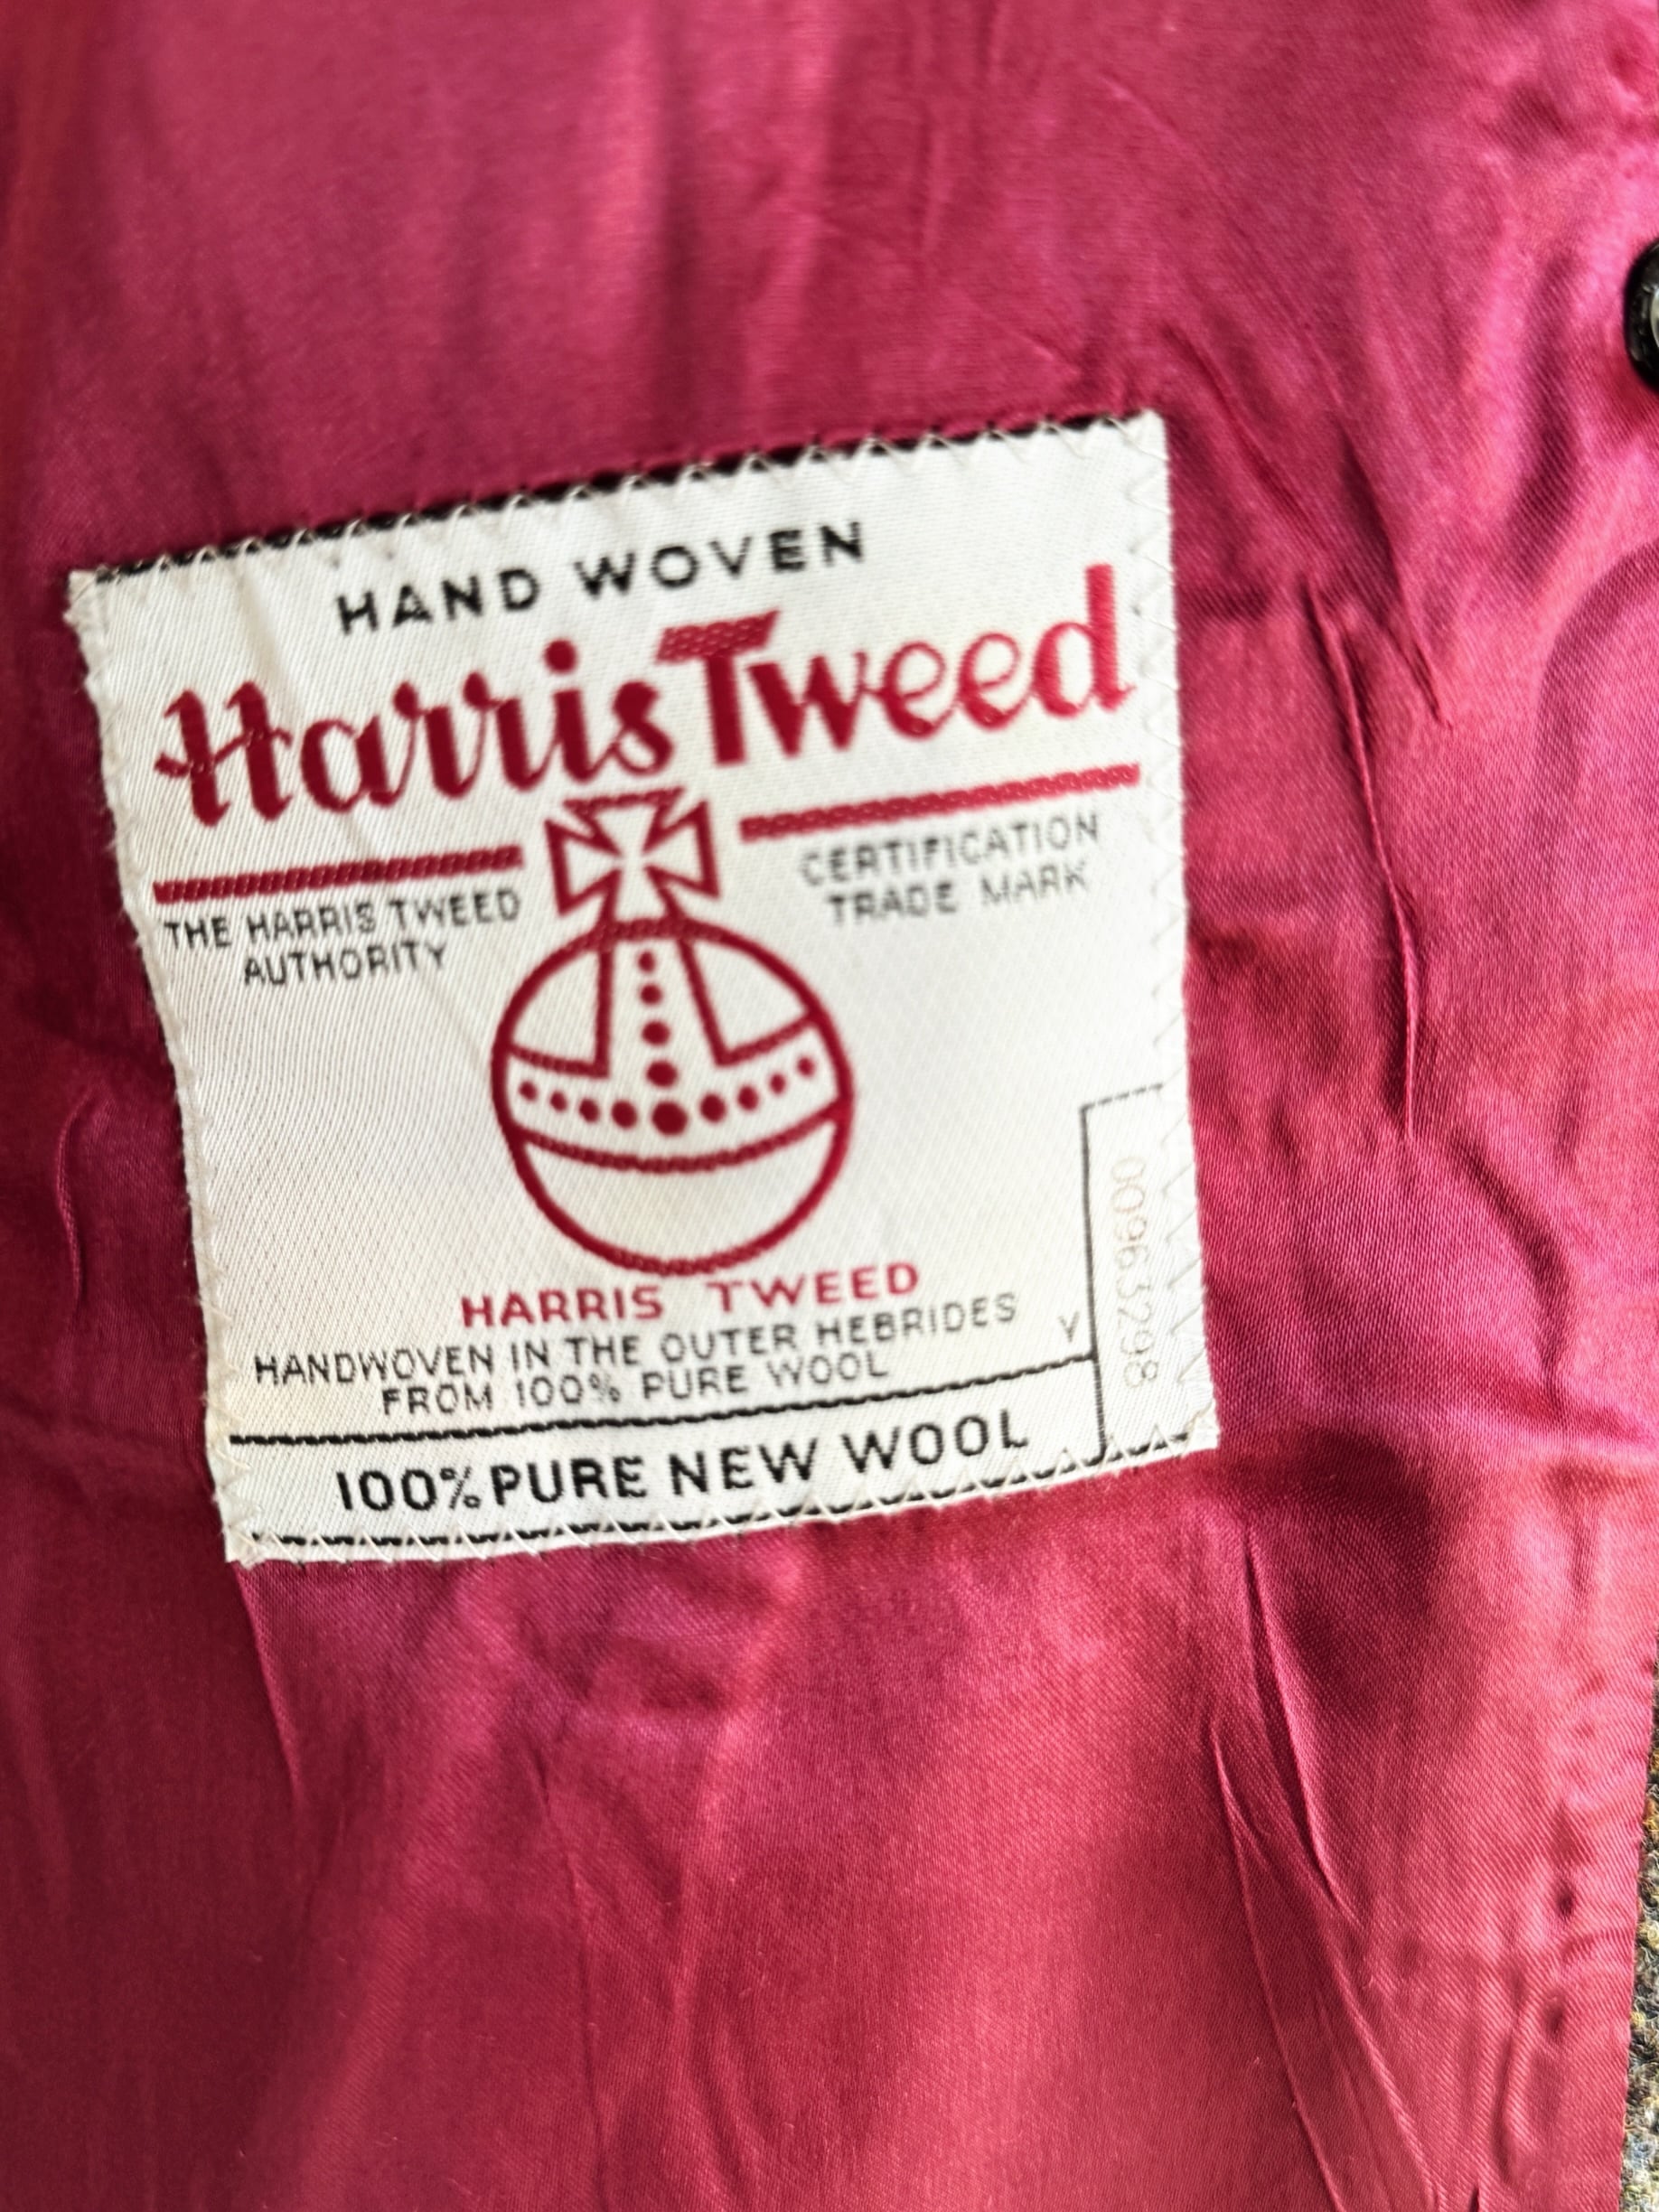 HAND WOVEN
Harris Tweed
THE HARRIS TWEED
AUTHORITY
CERTIFICATION
TRADE MARK
HARRIS TWEED
HANDWOVEN IN THE OUTER HEBRIDES
FROM 100% PURE WOOL
V
100% PURE NEW WOOL
00963298